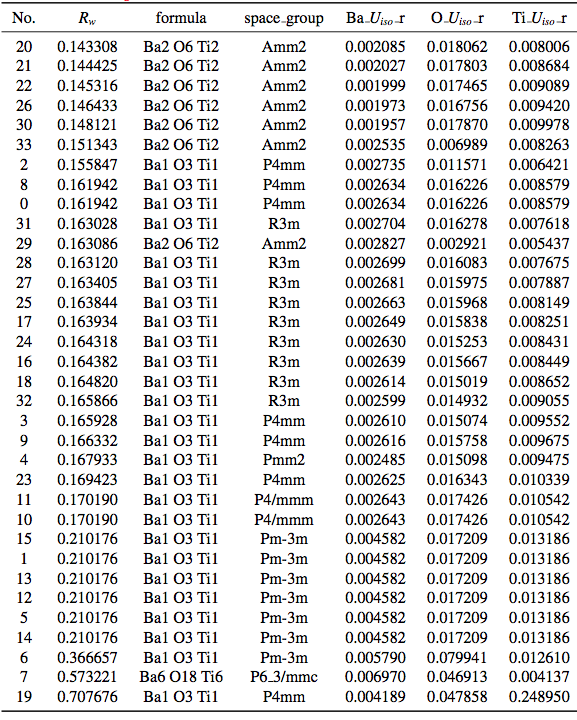 No. Rw formula space_group Ba_Uiso_r O_Uiso_r Ti_Uiso_r
20 0.143308 Ba2 O6 Ti2 Amm2 0.002085 0.018062 0.008006
21 0.144425 Ba2 O6 Ti2 Amm2 0.002027 0.017803 0.008684
22 0.145316 Ba2 O6 Ti2 Amm2 0.001999 0.017465 0.009089
26 0.146433 Ba2 O6 Ti2 Amm2 0.001973 0.016756 0.009420
30 0.148121 Ba2 O6 Ti2 Amm2 0.001957 0.017870 0.009978
33 0.151343 Ba2 O6 Ti2 Amm2 0.002535 0.006989 0.008263
2 0.155847 Ba1 O3 Ti1 P4mm 0.002735 0.011571 0.006421
8 0.161942 Ba1 O3 Ti1 P4mm 0.002634 0.016226 0.008579
0 0.161942 Ba1 O3 Ti1 P4mm 0.002634 0.016226 0.008579
31 0.163028 Ba1 O3 Ti1 R3m 0.002704 0.016278 0.007618
29 0.163086 Ba2 O6 Ti2 Amm2 0.002827 0.002921 0.005437
28 0.163120 Ba1 O3 Ti1 R3m 0.002699 0.016083 0.007675
27 0.163405 Ba1 O3 Ti1 R3m 0.002681 0.015975 0.007887
25 0.163844 Ba1 O3 Ti1 R3m 0.002663 0.015968 0.008149
17 0.163934 Ba1 O3 Ti1 R3m 0.002649 0.015838 0.008251
24 0.164318 Ba1 O3 Ti1 R3m 0.002630 0.015253 0.008431
16 0.164382 Ba1 O3 Ti1 R3m 0.002639 0.015667 0.008449
18 0.164820 Ba1 O3 Ti1 R3m 0.002614 0.015019 0.008652
32 0.165866 Ba1 O3 Ti1 R3m 0.002599 0.014932 0.009055
3 0.165928 Ba1 O3 Ti1 P4mm 0.002610 0.015074 0.009552
9 0.166332 Ba1 O3 Ti1 P4mm 0.002616 0.015758 0.009675
4 0.167933 Ba1 O3 Ti1 Pmm2 0.002485 0.015098 0.009475
23 0.169423 Ba1 O3 Ti1 P4mm 0.002625 0.016343 0.010339
11 0.170190 Ba1 O3 Ti1 P4/mmm 0.002643 0.017426 0.010542
10 0.170190 Ba1 O3 Ti1 P4/mmm 0.002643 0.017426 0.010542
15 0.210176 Ba1 O3 Ti1 Pm-3m 0.004582 0.017209 0.013186
1 0.210176 Ba1 O3 Ti1 Pm-3m 0.004582 0.017209 0.013186
13 0.210176 Ba1 O3 Ti1 Pm-3m 0.004582 0.017209 0.013186
12 0.210176 Ba1 O3 Ti1 Pm-3m 0.004582 0.017209 0.013186
5 0.210176 Ba1 O3 Ti1 Pm-3m 0.004582 0.017209 0.013186
14 0.210176 Ba1 O3 Ti1 Pm-3m 0.004582 0.017209 0.013186
6 0.366657 Ba1 O3 Ti1 Pm-3m 0.005790 0.079941 0.012610
7 0.573221 Ba6 O18 Ti6 P6_3/mmc 0.006970 0.046913 0.004137
19 0.707676 Ba1 O3 Ti1 P4mm 0.004189 0.047858 0.248950